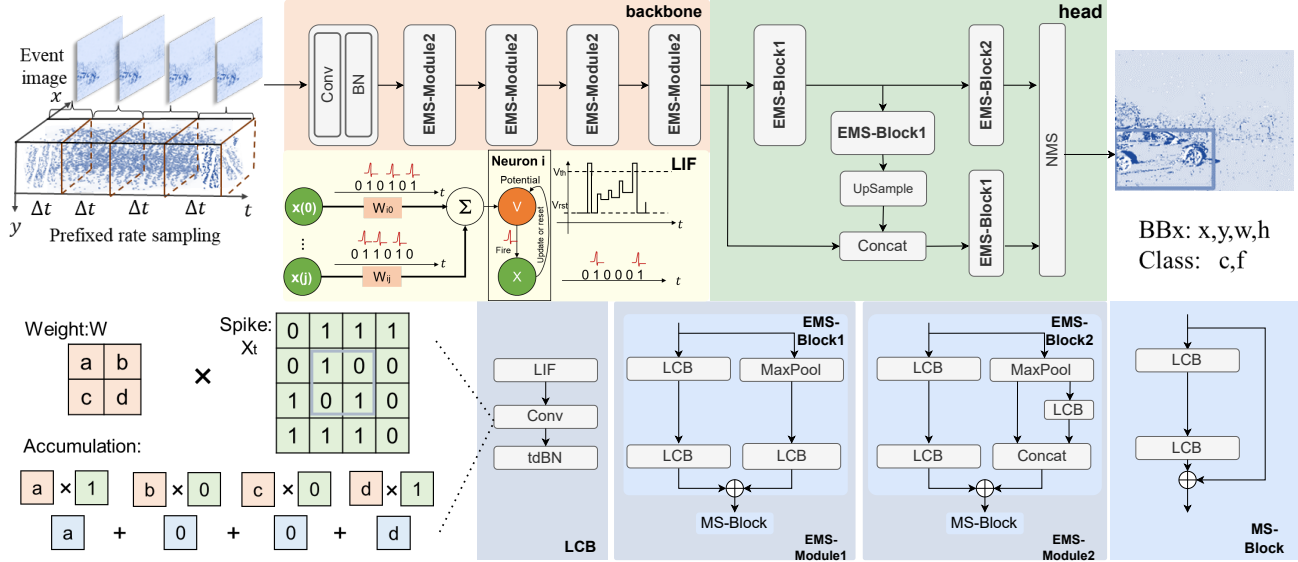 Event
image
x
y
Δt
Δt
Δt
Δt
t
Prefixed rate sampling
backbone
Conv
BN
EMS-Module2
EMS-Module2
EMS-Module2
EMS-Module2
LIF
x(0)
0 1 0 1 0 1
t
Wi0
⋮
x(j)
0 1 1 0 1 0
t
Wij
Σ
Neuron i
Potential
V
Fire
Update or reset
X
Vth
Vrst
t
0 1 0 0 0 1
t
head
EMS-Block1
EMS-Block1
UpSample
Concat
EMS-Block2
EMS-Block1
NMS
BBx: x,y,w,h
Class: c,f
Weight:W
a b
c d
×
Spike:
Xt
0 1 1 1
0 1 0 0
1 0 1 0
1 1 1 0
Accumulation:
a × 1 b × 0 c × 0 d × 1
a + 0 + 0 + d
LIF
Conv
tdBN
LCB
EMS-
Block1
LCB
MaxPool
LCB
LCB
MS-Block
EMS-
Module1
EMS-
Block2
LCB
MaxPool
LCB
LCB
Concat
MS-Block
EMS-
Module2
LCB
LCB
MS-
Block